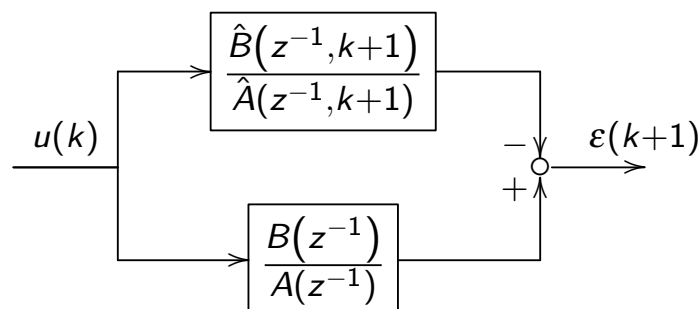 B̂(z⁻¹,k+1)
Â(z⁻¹,k+1)
u(k)
−
ε(k+1)
+
B(z⁻¹)
A(z⁻¹)